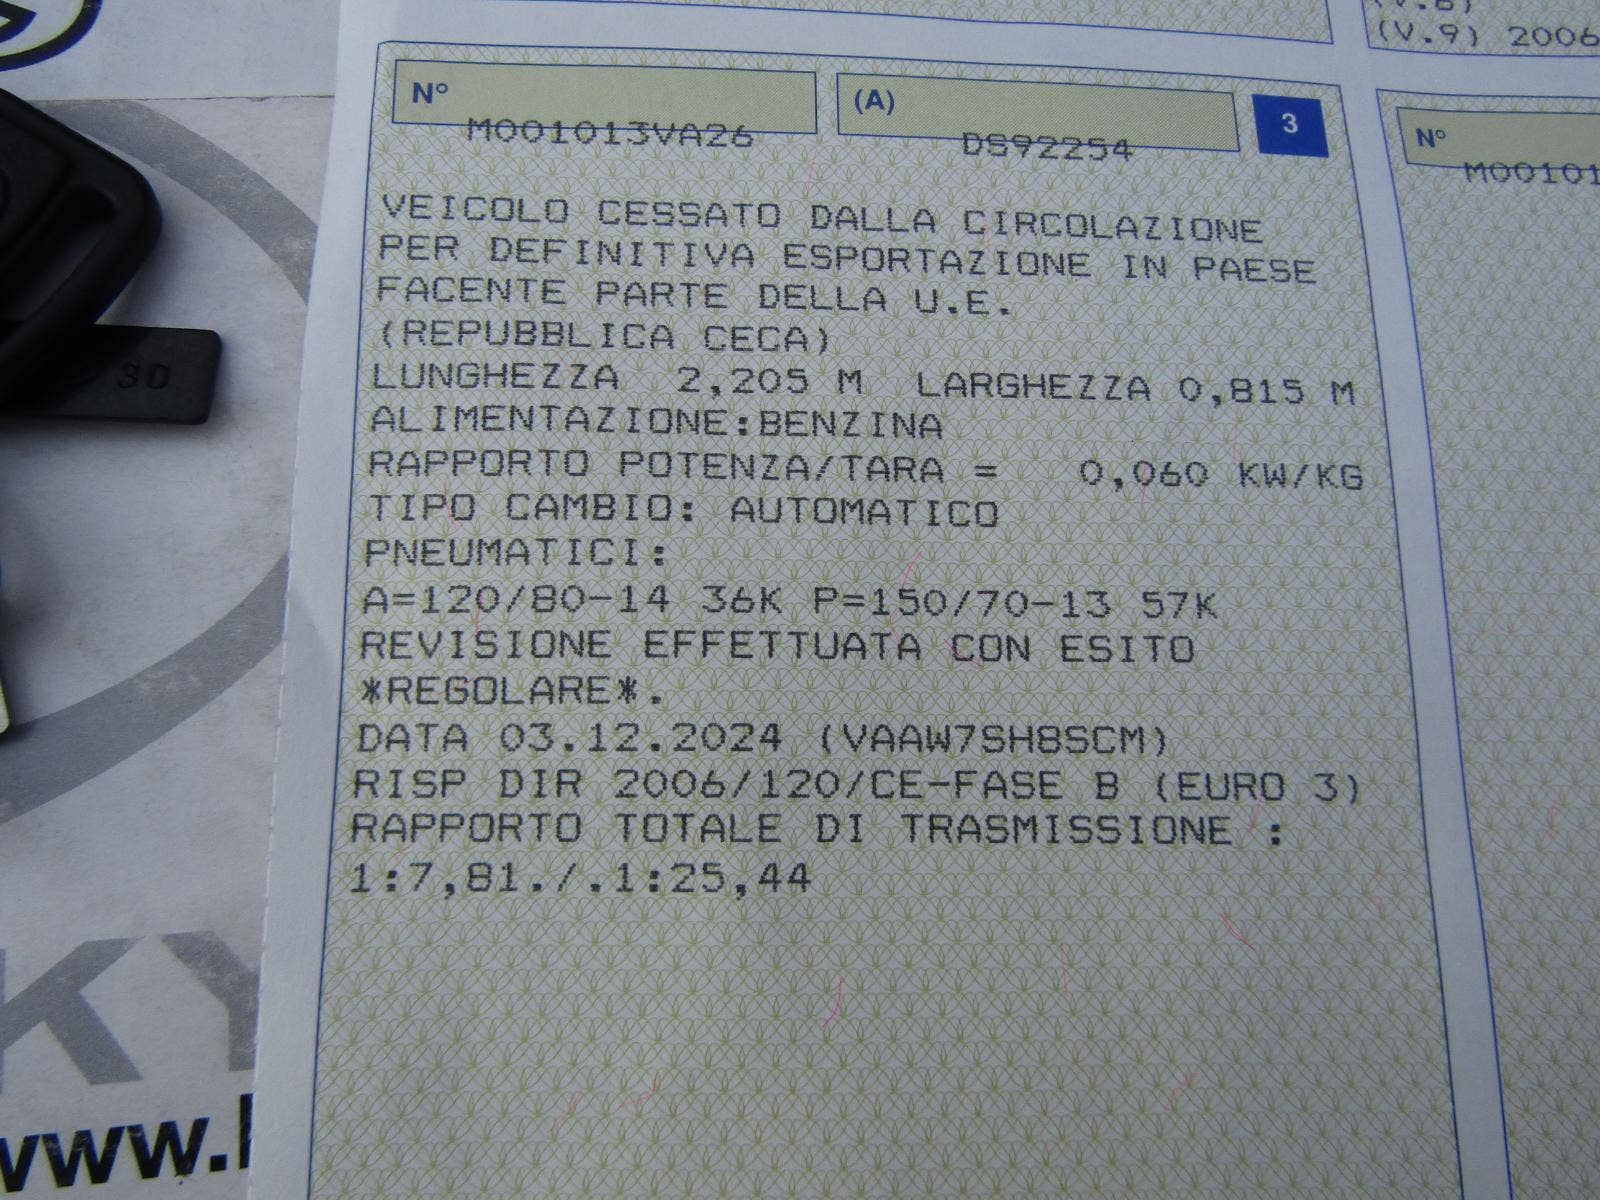 (V.9) 2006
N° (A) 3
M001013VA26 DS92254
N°
M00101
VEICOLO CESSATO DALLA CIRCOLAZIONE
PER DEFINITIVA ESPORTAZIONE IN PAESE
FACENTE PARTE DELLA U.E.
(REPUBBLICA CECA)
LUNGHEZZA 2,205 M LARGHEZZA 0,815 M
ALIMENTAZIONE:BENZINA
RAPPORTO POTENZA/TARA = 0,060 KW/KG
TIPO CAMBIO: AUTOMATICO
PNEUMATICI:
A=120/80-14 36K P=150/70-13 57K
REVISIONE EFFETTUATA CON ESITO
*REGOLARE*.
DATA 03.12.2024 (VAAW7SH8SCM)
RISP DIR 2006/120/CE-FASE B (EURO 3)
RAPPORTO TOTALE DI TRASMISSIONE :
1:7,81./.1:25,44
30
KY
www.